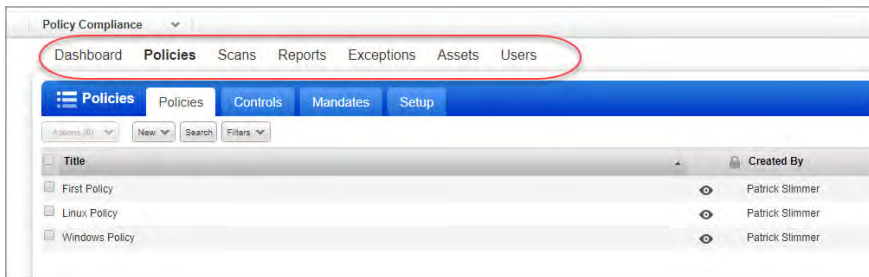 Policy Compliance
Dashboard Policies Scans Reports Exceptions Assets Users
Policies Policies Controls Mandates Setup
Actions (0) New Search Filters
Title Created By
First Policy Patrick Slimmer
Linux Policy Patrick Slimmer
Windows Policy Patrick Slimmer